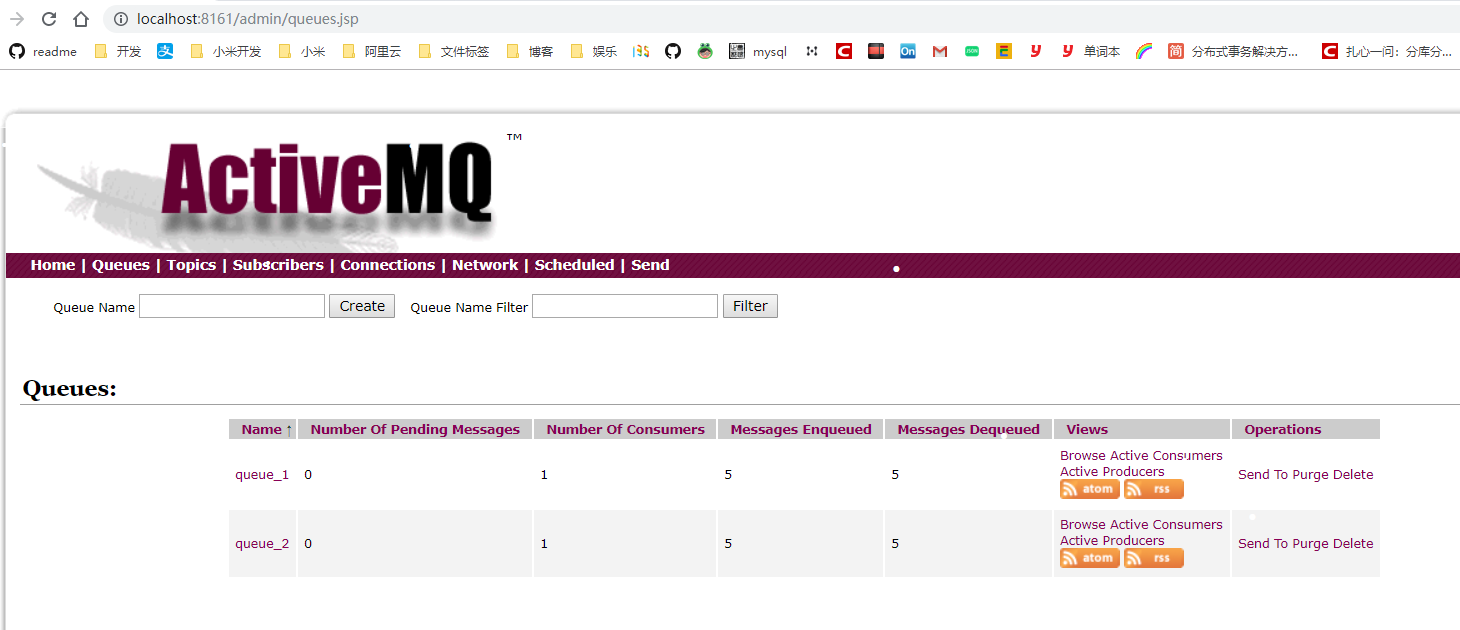 localhost:8161/admin/queues.jsp
readme 开发 小米开发 小米 阿里云 文件标签 博客 娱乐 mysql C On C 单词本 简 分布式事务解决方... C 扎心一问：分库分...
ActiveMQ ™
Home | Queues | Topics | Subscribers | Connections | Network | Scheduled | Send
Queue Name Create Queue Name Filter Filter
Queues:
Name ↑ Number Of Pending Messages Number Of Consumers Messages Enqueued Messages Dequeued Views Operations
queue_1 0 1 5 5 Browse Active Consumers
Active Producers
atom rss
Send To Purge Delete
queue_2 0 1 5 5 Browse Active Consumers
Active Producers
atom rss
Send To Purge Delete